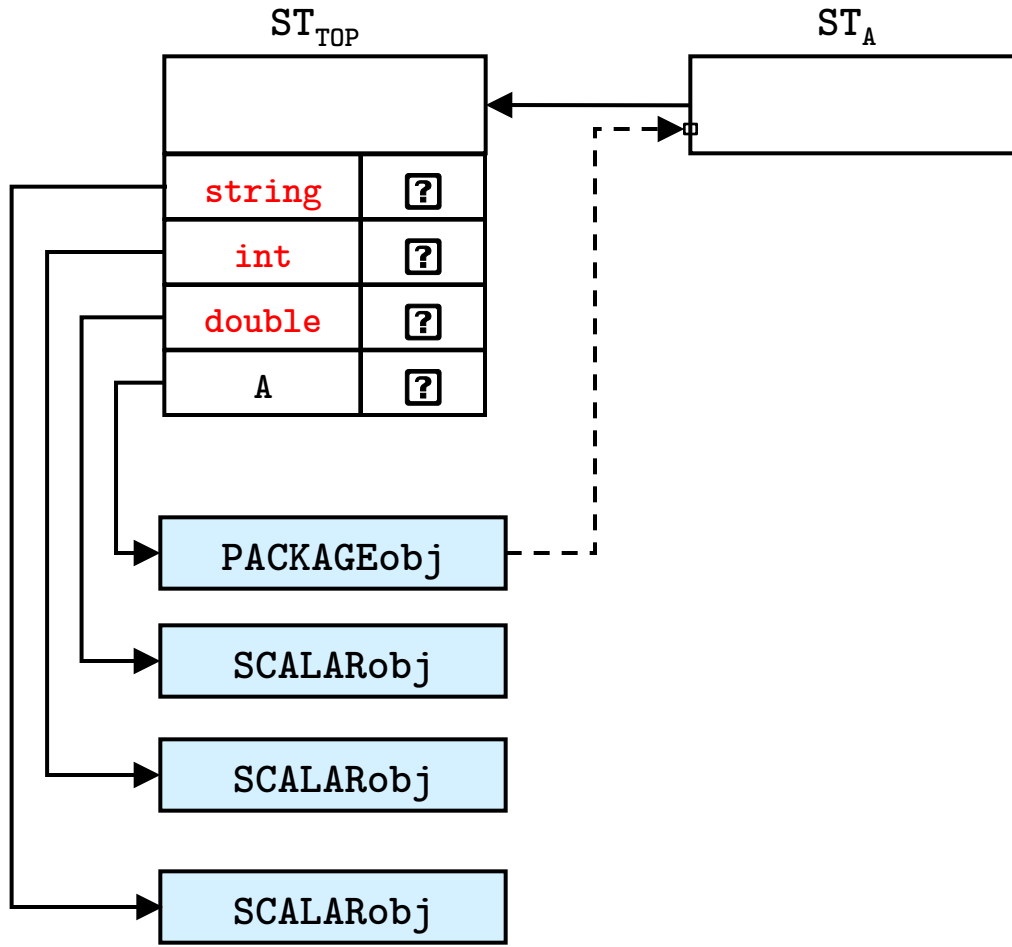 ST_TOP ST_A
string ?
int ?
double ?
A ?
PACKAGEobj
SCALARobj
SCALARobj
SCALARobj